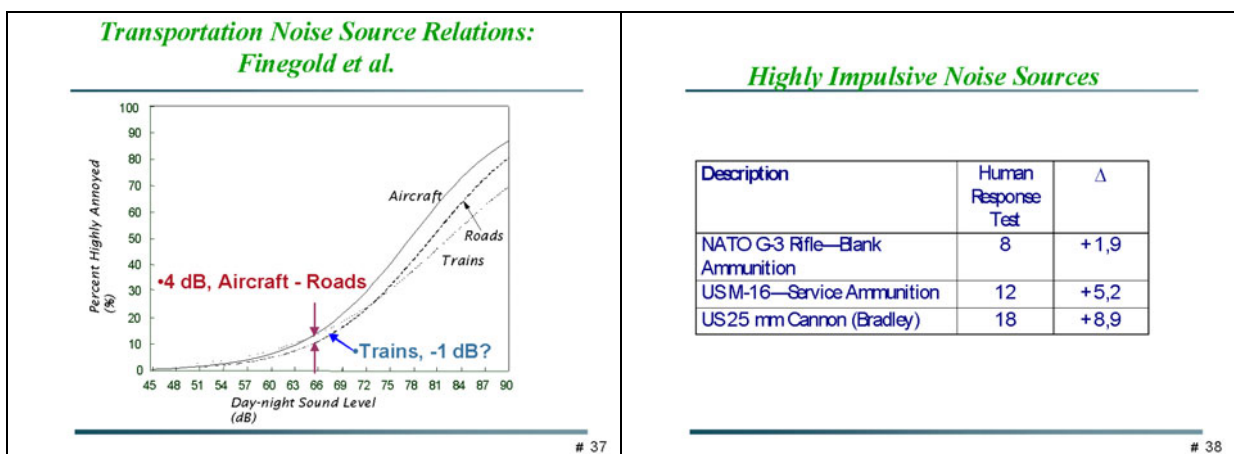 Transportation Noise Source Relations:
Finegold et al.
100
90
80
70
60
50
40
30
20
10
0
Percent Highly Annoyed
(%)
Aircraft
Roads
Trains
•4 dB, Aircraft - Roads
•Trains, -1 dB?
45 48 51 54 57 60 63 66 69 72 75 78 81 84 87 90
Day-night Sound Level
(dB)
# 37
Highly Impulsive Noise Sources
Description Human Δ
Response
Test
NATO G-3 Rifle—Blank 8 +1,9
Ammunition
US M-16—Service Ammunition 12 +5,2
US 25 mm Cannon (Bradley) 18 +8,9
# 38